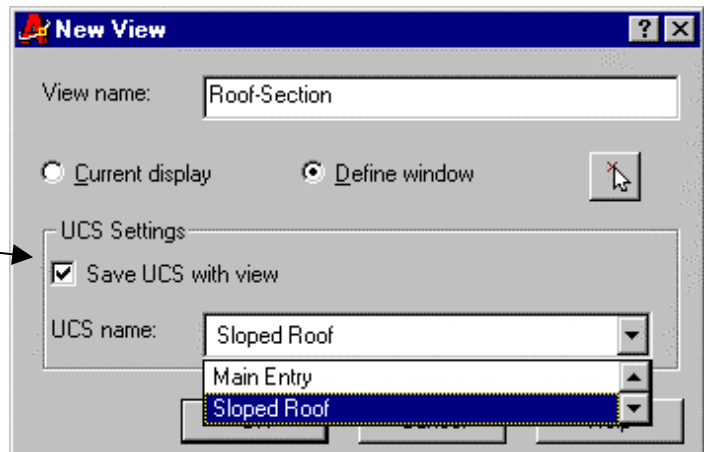 New View
View name: Roof-Section
Current display Define window
UCS Settings
Save UCS with view
UCS name: Sloped Roof
Main Entry
Sloped Roof